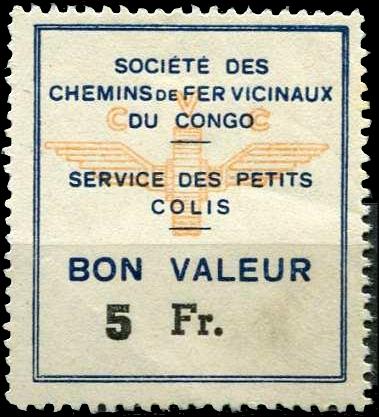 SOCIÉTÉ DES
CHEMINS DE FER VICINAUX
C V C
DU CONGO
SERVICE DES PETITS
COLIS
BON VALEUR
5 Fr.